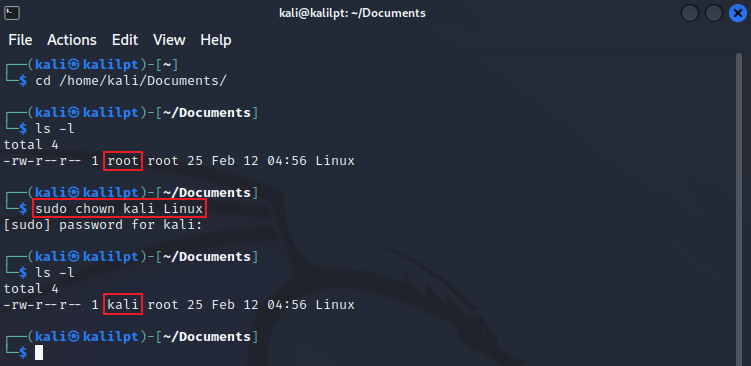 kali@kalilpt: ~/Documents
File Actions Edit View Help
┌──(kali㉿kalilpt)-[~]
└─$ cd /home/kali/Documents/
┌──(kali㉿kalilpt)-[~/Documents]
└─$ ls -l
total 4
-rw-r--r-- 1 root root 25 Feb 12 04:56 Linux
┌──(kali㉿kalilpt)-[~/Documents]
└─$ sudo chown kali Linux
[sudo] password for kali:
┌──(kali㉿kalilpt)-[~/Documents]
└─$ ls -l
total 4
-rw-r--r-- 1 kali root 25 Feb 12 04:56 Linux
┌──(kali㉿kalilpt)-[~/Documents]
└─$